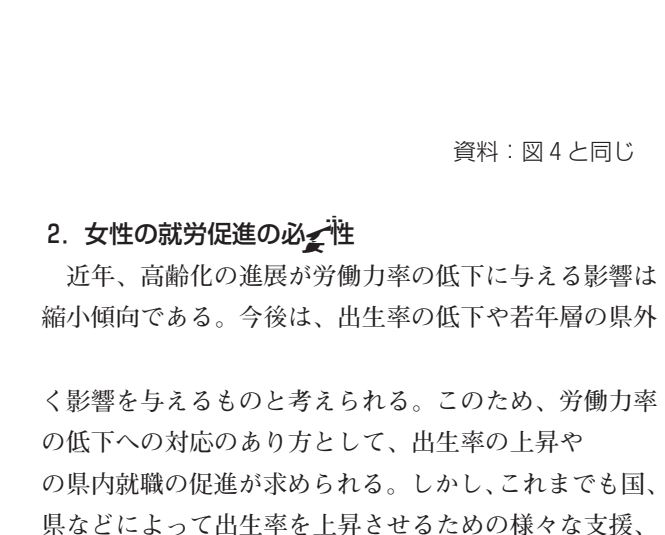 資料：図4と同じ
2．女性の就労促進の必 性
近年、高齢化の進展が労働力率の低下に与える影響は
縮小傾向である。今後は、出生率の低下や若年層の県外
く影響を与えるものと考えられる。このため、労働力率
の低下への対応のあり方として、出生率の上昇や
の県内就職の促進が求められる。しかし、これまでも国、
県などによって出生率を上昇させるための様々な支援、